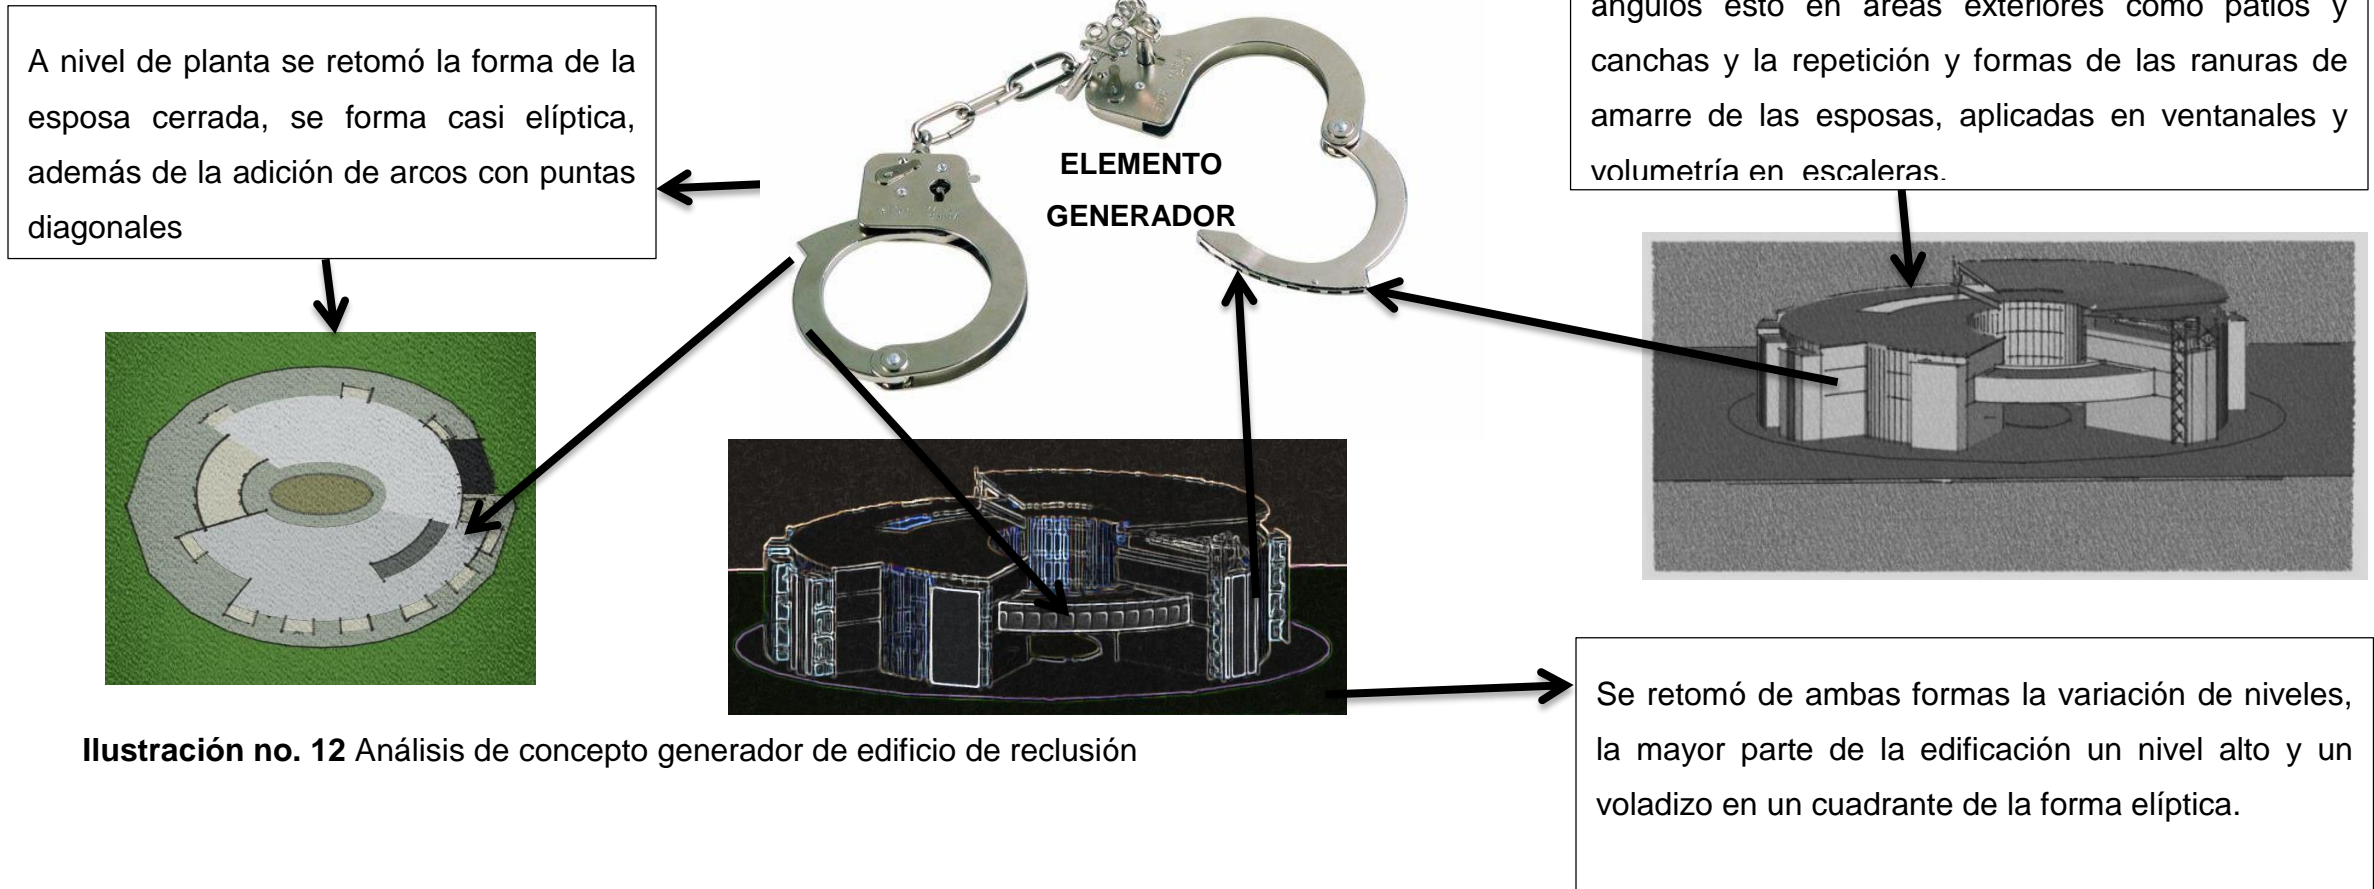 A nivel de planta se retomó la forma de la
esposa cerrada, se forma casi elíptica,
además de la adición de arcos con puntas
diagonales
ELEMENTO
GENERADOR
angulos esto en areas exteriores como patios y
canchas y la repetición y formas de las ranuras de
amarre de las esposas, aplicadas en ventanales y
volumetría en escaleras.
Se retomó de ambas formas la variación de niveles,
la mayor parte de la edificación un nivel alto y un
voladizo en un cuadrante de la forma elíptica.
Ilustración no. 12 Análisis de concepto generador de edificio de reclusión